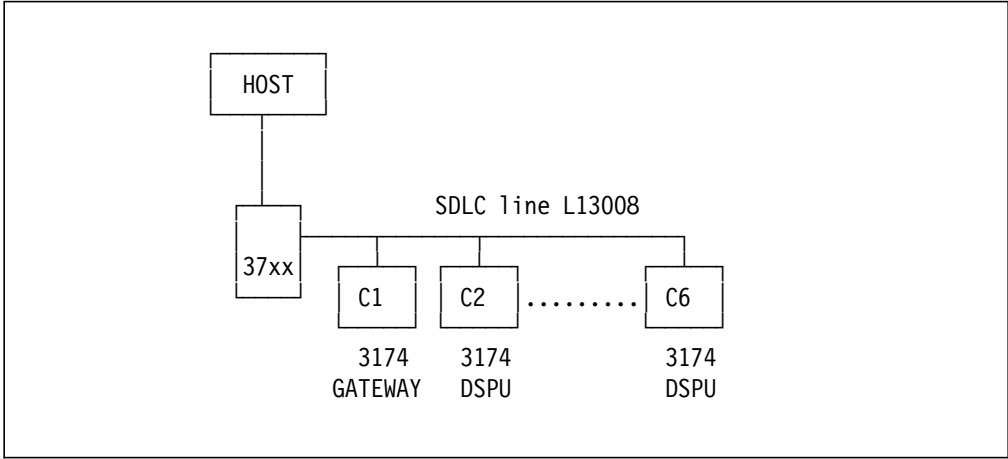 HOST
SDLC line L13008
37xx
C1 C2 ......... C6
3174 3174 3174
GATEWAY DSPU DSPU